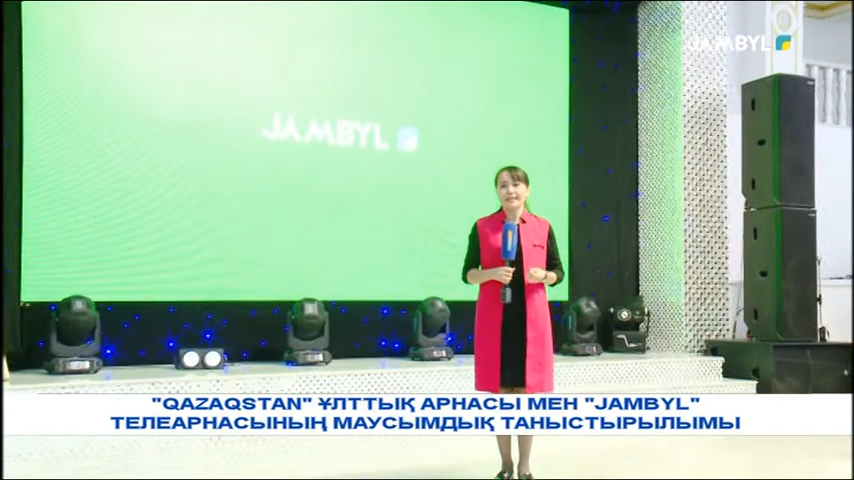 JAMBYL
JAMBYL
"QAZAQSTAN" ҰЛТТЫҚ АРНАСЫ МЕН "JAMBYL"
ТЕЛЕАРНАСЫНЫҢ МАУСЫМДЫҚ ТАНЫСТЫРЫЛЫМЫ